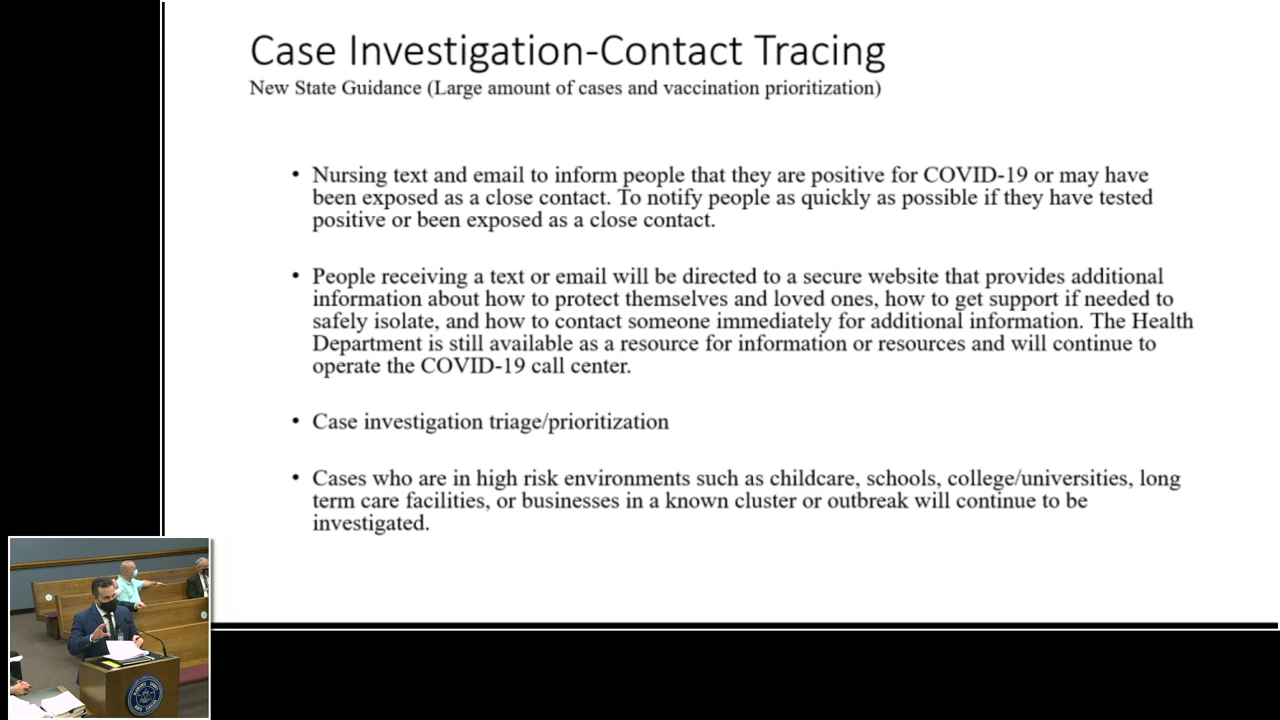 Case Investigation-Contact Tracing
New State Guidance (Large amount of cases and vaccination prioritization)
• Nursing text and email to inform people that they are positive for COVID-19 or may have
been exposed as a close contact. To notify people as quickly as possible if they have tested
positive or been exposed as a close contact.
• People receiving a text or email will be directed to a secure website that provides additional
information about how to protect themselves and loved ones, how to get support if needed to
safely isolate, and how to contact someone immediately for additional information. The Health
Department is still available as a resource for information or resources and will continue to
operate the COVID-19 call center.
• Case investigation triage/prioritization
• Cases who are in high risk environments such as childcare, schools, college/universities, long
term care facilities, or businesses in a known cluster or outbreak will continue to be
investigated.